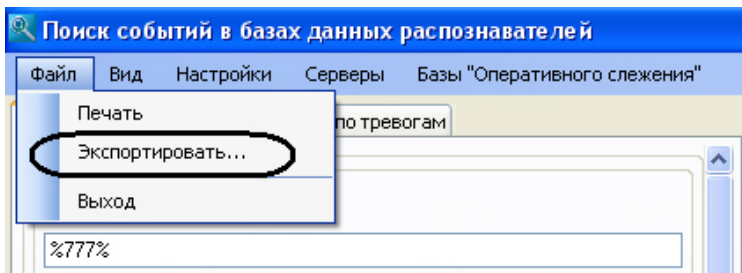 Поиск событий в базах данных распознавателей
Файл Вид Настройки Серверы Базы "Оперативного слежения"
Печать
по тревогам
Экспортировать...
Выход
%777%